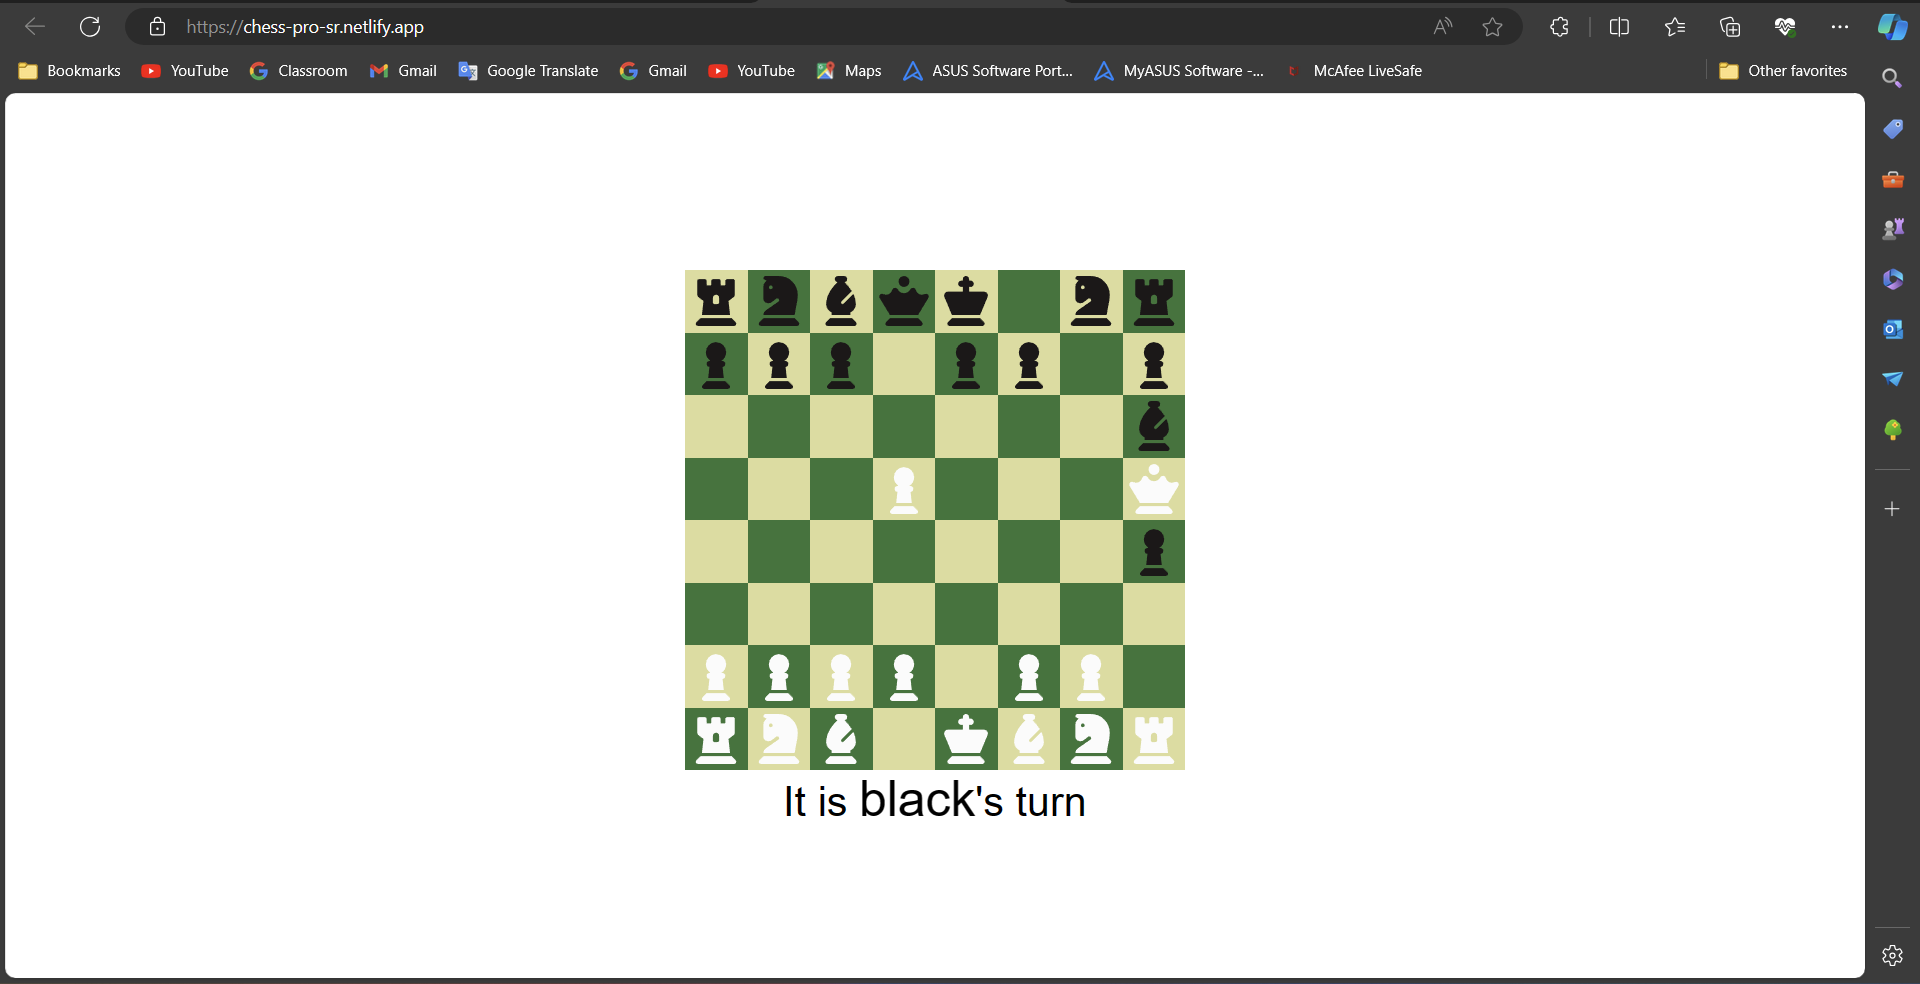 https://chess-pro-sr.netlify.app
Bookmarks YouTube Classroom Gmail Google Translate Gmail YouTube Maps ASUS Software Port... MyASUS Software -... McAfee LiveSafe Other favorites
It is black's turn